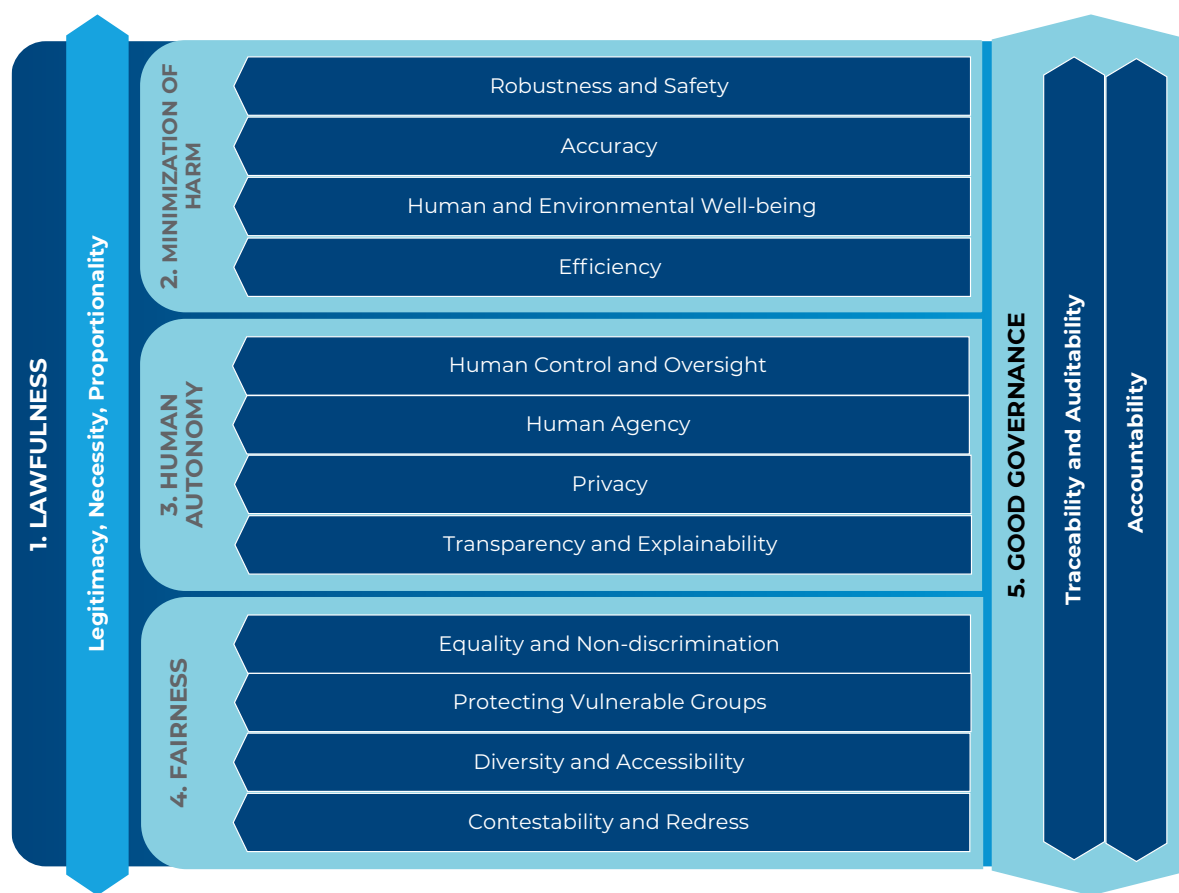 1. LAWFULNESS
Legitimacy, Necessity, Proportionality
2. MINIMIZATION OF
HARM
Robustness and Safety
Accuracy
Human and Environmental Well-being
Efficiency
3. HUMAN
AUTONOMY
Human Control and Oversight
Human Agency
Privacy
Transparency and Explainability
4. FAIRNESS
Equality and Non-discrimination
Protecting Vulnerable Groups
Diversity and Accessibility
Contestability and Redress
5. GOOD GOVERNANCE
Traceability and Auditability
Accountability